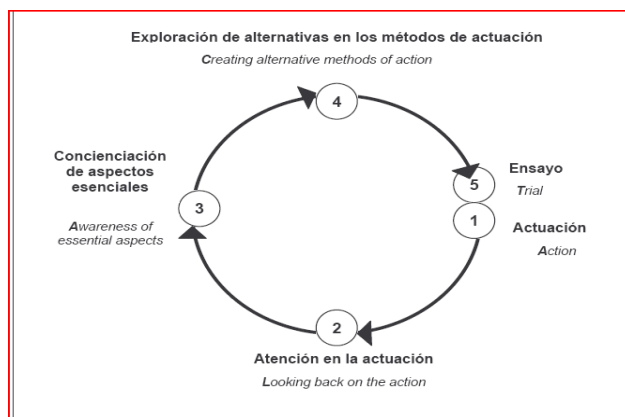 Exploración de alternativas en los métodos de actuación
Creating alternative methods of action
4
Concienciación
de aspectos
esenciales
Awareness of
essential aspects
3
5
Ensayo
Trial
1
Actuación
Action
2
Atención en la actuación
Looking back on the action